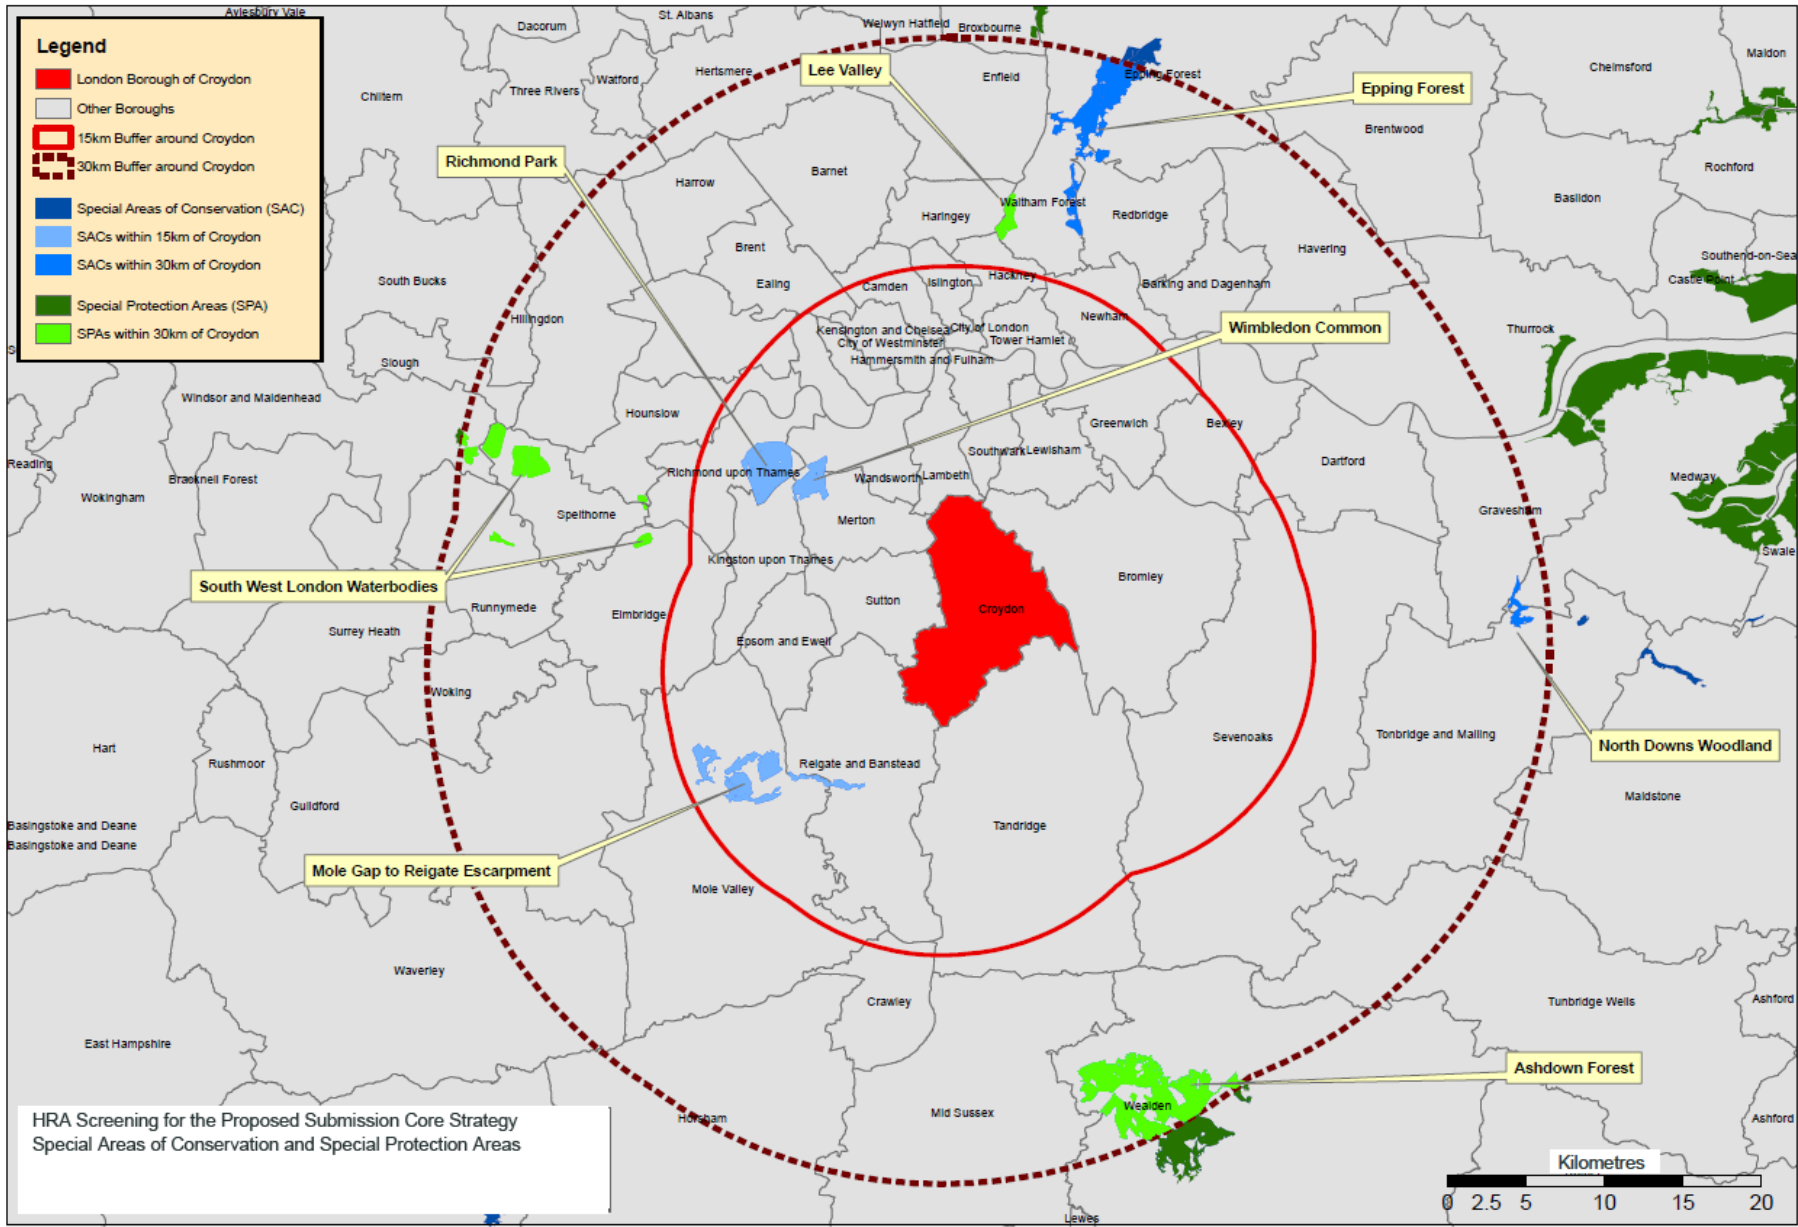 Legend
London Borough of Croydon
Other Boroughs
15km Buffer around Croydon
30km Buffer around Croydon
Special Areas of Conservation (SAC)
SACs within 15km of Croydon
SACs within 30km of Croydon
Special Protection Areas (SPA)
SPAs within 30km of Croydon
Aylesbury Vale
Dacorum
St. Albans
Welwyn Hatfield
Broxbourne
Maldon
Chelmsford
Epping Forest
Enfield
Hertsmere
Watford
Three Rivers
Chiltern
Lee Valley
Epping Forest
Brentwood
Rochford
Richmond Park
Harrow
Barnet
Basildon
Haringey
Waltham Forest
Redbridge
Brent
Havering
Southend-on-Sea
Castle Point
South Bucks
Ealing
Camden
Islington
Hackney
Barking and Dagenham
Hillingdon
Newham
Kensington and Chelsea
City of London
City of Westminster
Tower Hamlet
Hammersmith and Fulham
Wimbledon Common
Thurrock
Slough
Windsor and Maidenhead
Hounslow
Greenwich
Bexley
Reading
Bracknell Forest
Wokingham
Richmond upon Thames
Wandsworth
Lambeth
Southwark
Lewisham
Dartford
Medway
Gravesham
Spelthorne
Merton
Swale
Kingston upon Thames
South West London Waterbodies
Runnymede
Elmbridge
Sutton
Croydon
Bromley
Surrey Heath
Epsom and Ewell
Woking
Hart
Rushmoor
Reigate and Banstead
Sevenoaks
Tonbridge and Malling
North Downs Woodland
Guildford
Maidstone
Basingstoke and Deane
Basingstoke and Deane
Tandridge
Mole Gap to Reigate Escarpment
Mole Valley
Waverley
Crawley
Tunbridge Wells
Ashford
East Hampshire
Ashdown Forest
Wealden
Mid Sussex
Horsham
Ashford
HRA Screening for the Proposed Submission Core Strategy
Special Areas of Conservation and Special Protection Areas
Kilometres
0 2.5 5 10 15 20
Lewes